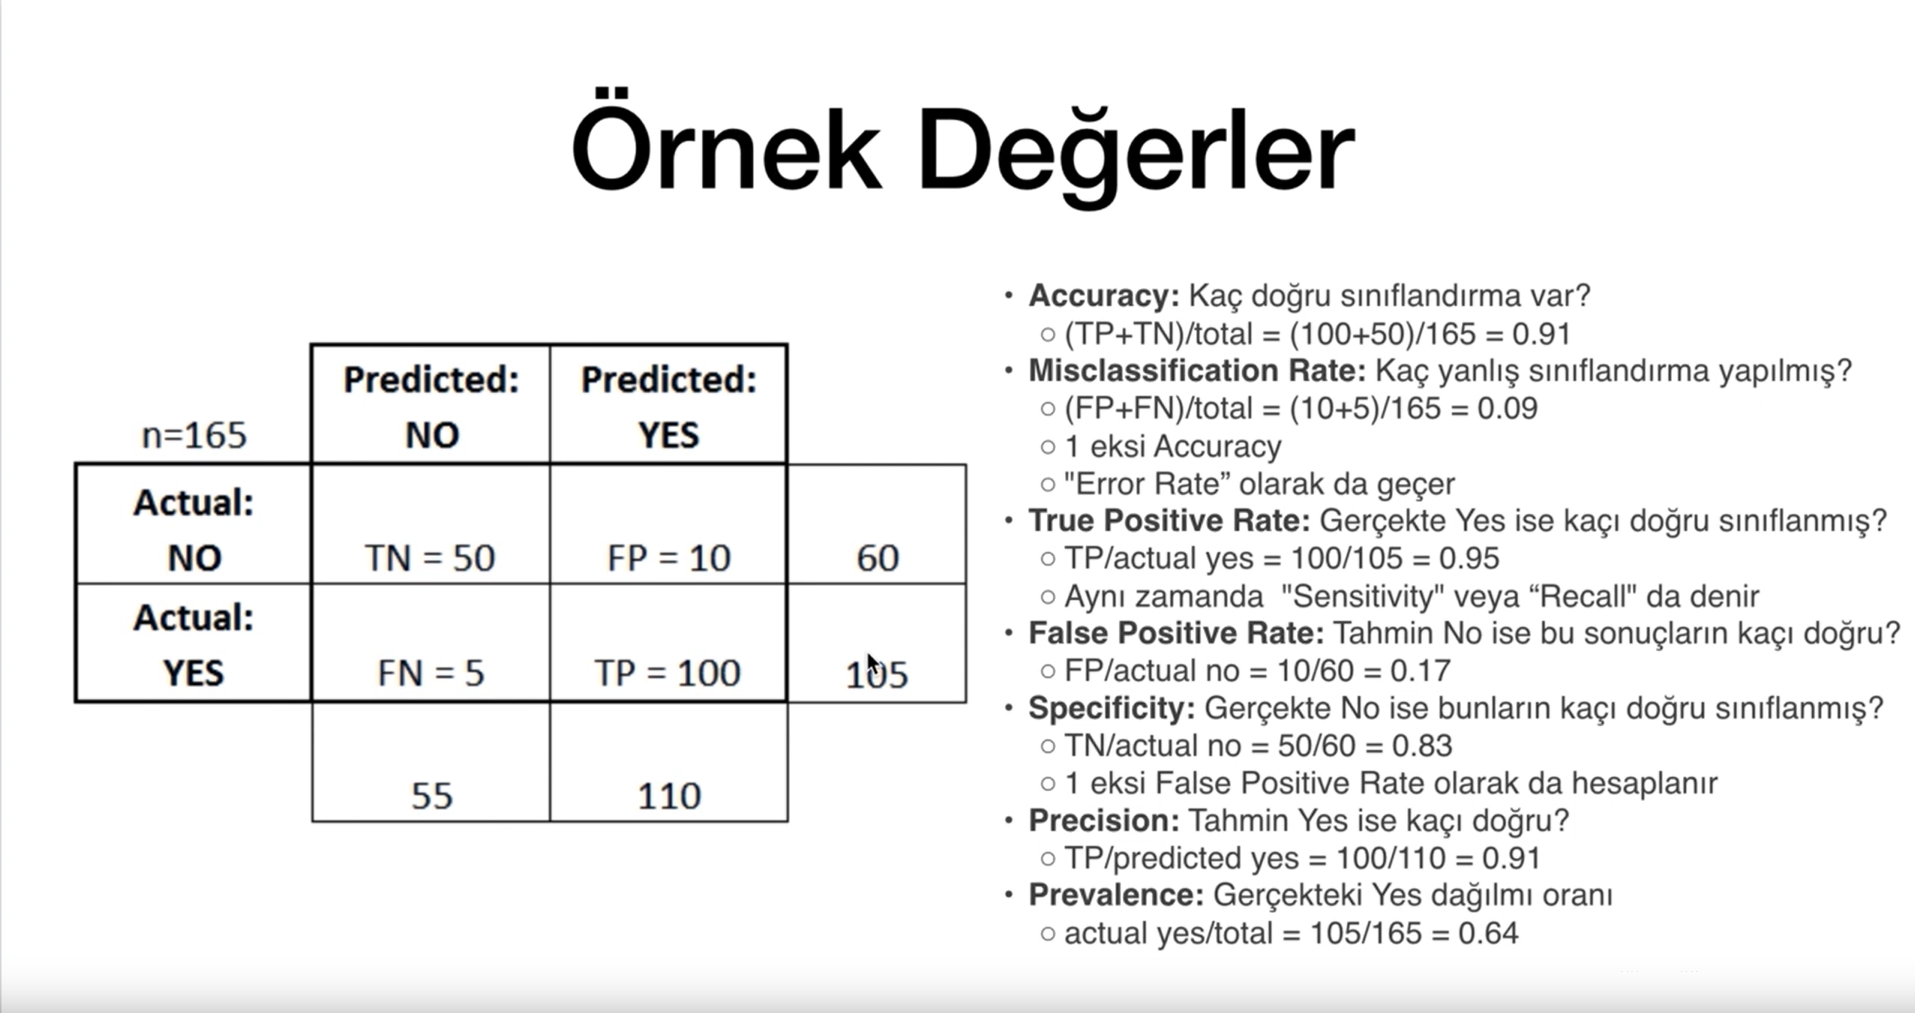 Örnek Değerler
n=165
Predicted:
NO
Predicted:
YES
Actual:
NO
TN = 50
FP = 10
60
Actual:
YES
FN = 5
TP = 100
105
55
110
• Accuracy: Kaç doğru sınıflandırma var?
○ (TP+TN)/total = (100+50)/165 = 0.91
• Misclassification Rate: Kaç yanlış sınıflandırma yapılmış?
○ (FP+FN)/total = (10+5)/165 = 0.09
○ 1 eksi Accuracy
○ "Error Rate” olarak da geçer
• True Positive Rate: Gerçekte Yes ise kaçı doğru sınıflanmış?
○ TP/actual yes = 100/105 = 0.95
○ Aynı zamanda "Sensitivity" veya “Recall" da denir
• False Positive Rate: Tahmin No ise bu sonuçların kaçı doğru?
○ FP/actual no = 10/60 = 0.17
• Specificity: Gerçekte No ise bunların kaçı doğru sınıflanmış?
○ TN/actual no = 50/60 = 0.83
○ 1 eksi False Positive Rate olarak da hesaplanır
• Precision: Tahmin Yes ise kaçı doğru?
○ TP/predicted yes = 100/110 = 0.91
• Prevalence: Gerçekteki Yes dağılmı oranı
○ actual yes/total = 105/165 = 0.64